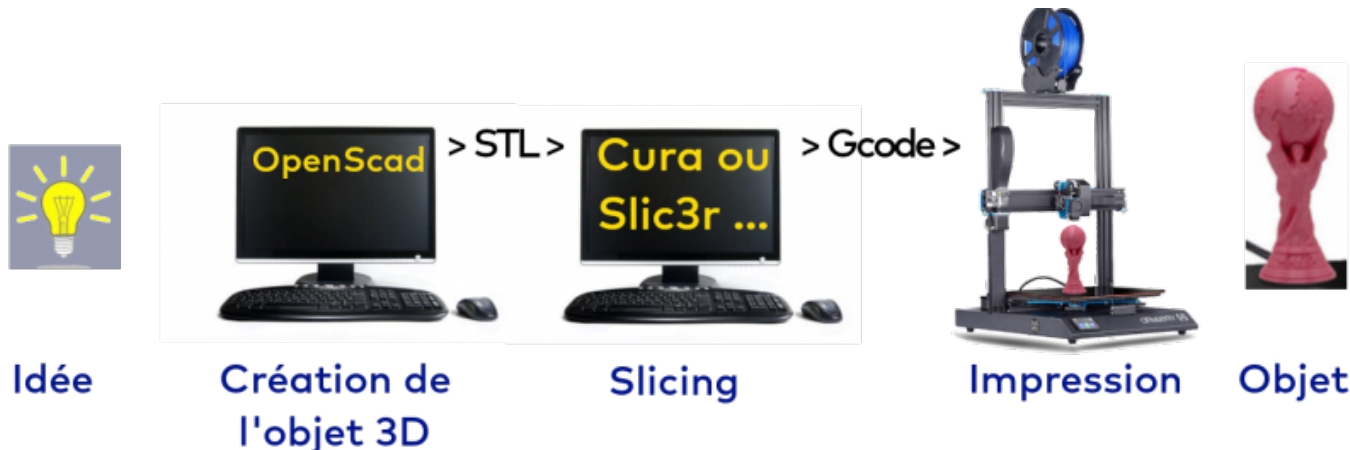 OpenScad
> STL >
Cura ou
Slic3r ...
> Gcode >
Idée
Création de
l'objet 3D
Slicing
Impression
Objet